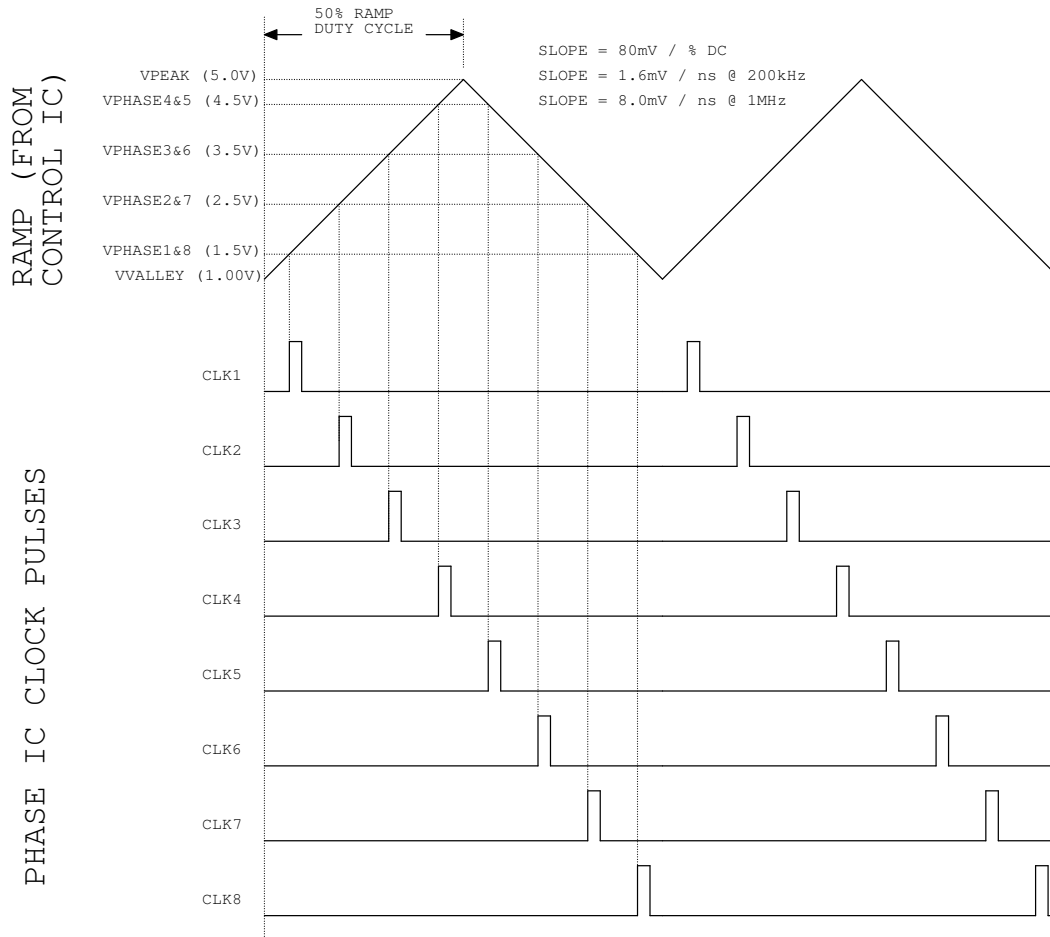 50% RAMP
DUTY CYCLE
SLOPE = 80mV / % DC
SLOPE = 1.6mV / ns @ 200kHz
SLOPE = 8.0mV / ns @ 1MHz
RAMP (FROM
CONTROL IC)
VPEAK (5.0V)
VPHASE4&5 (4.5V)
VPHASE3&6 (3.5V)
VPHASE2&7 (2.5V)
VPHASE1&8 (1.5V)
VVALLEY (1.00V)
PHASE IC CLOCK PULSES
CLK1
CLK2
CLK3
CLK4
CLK5
CLK6
CLK7
CLK8